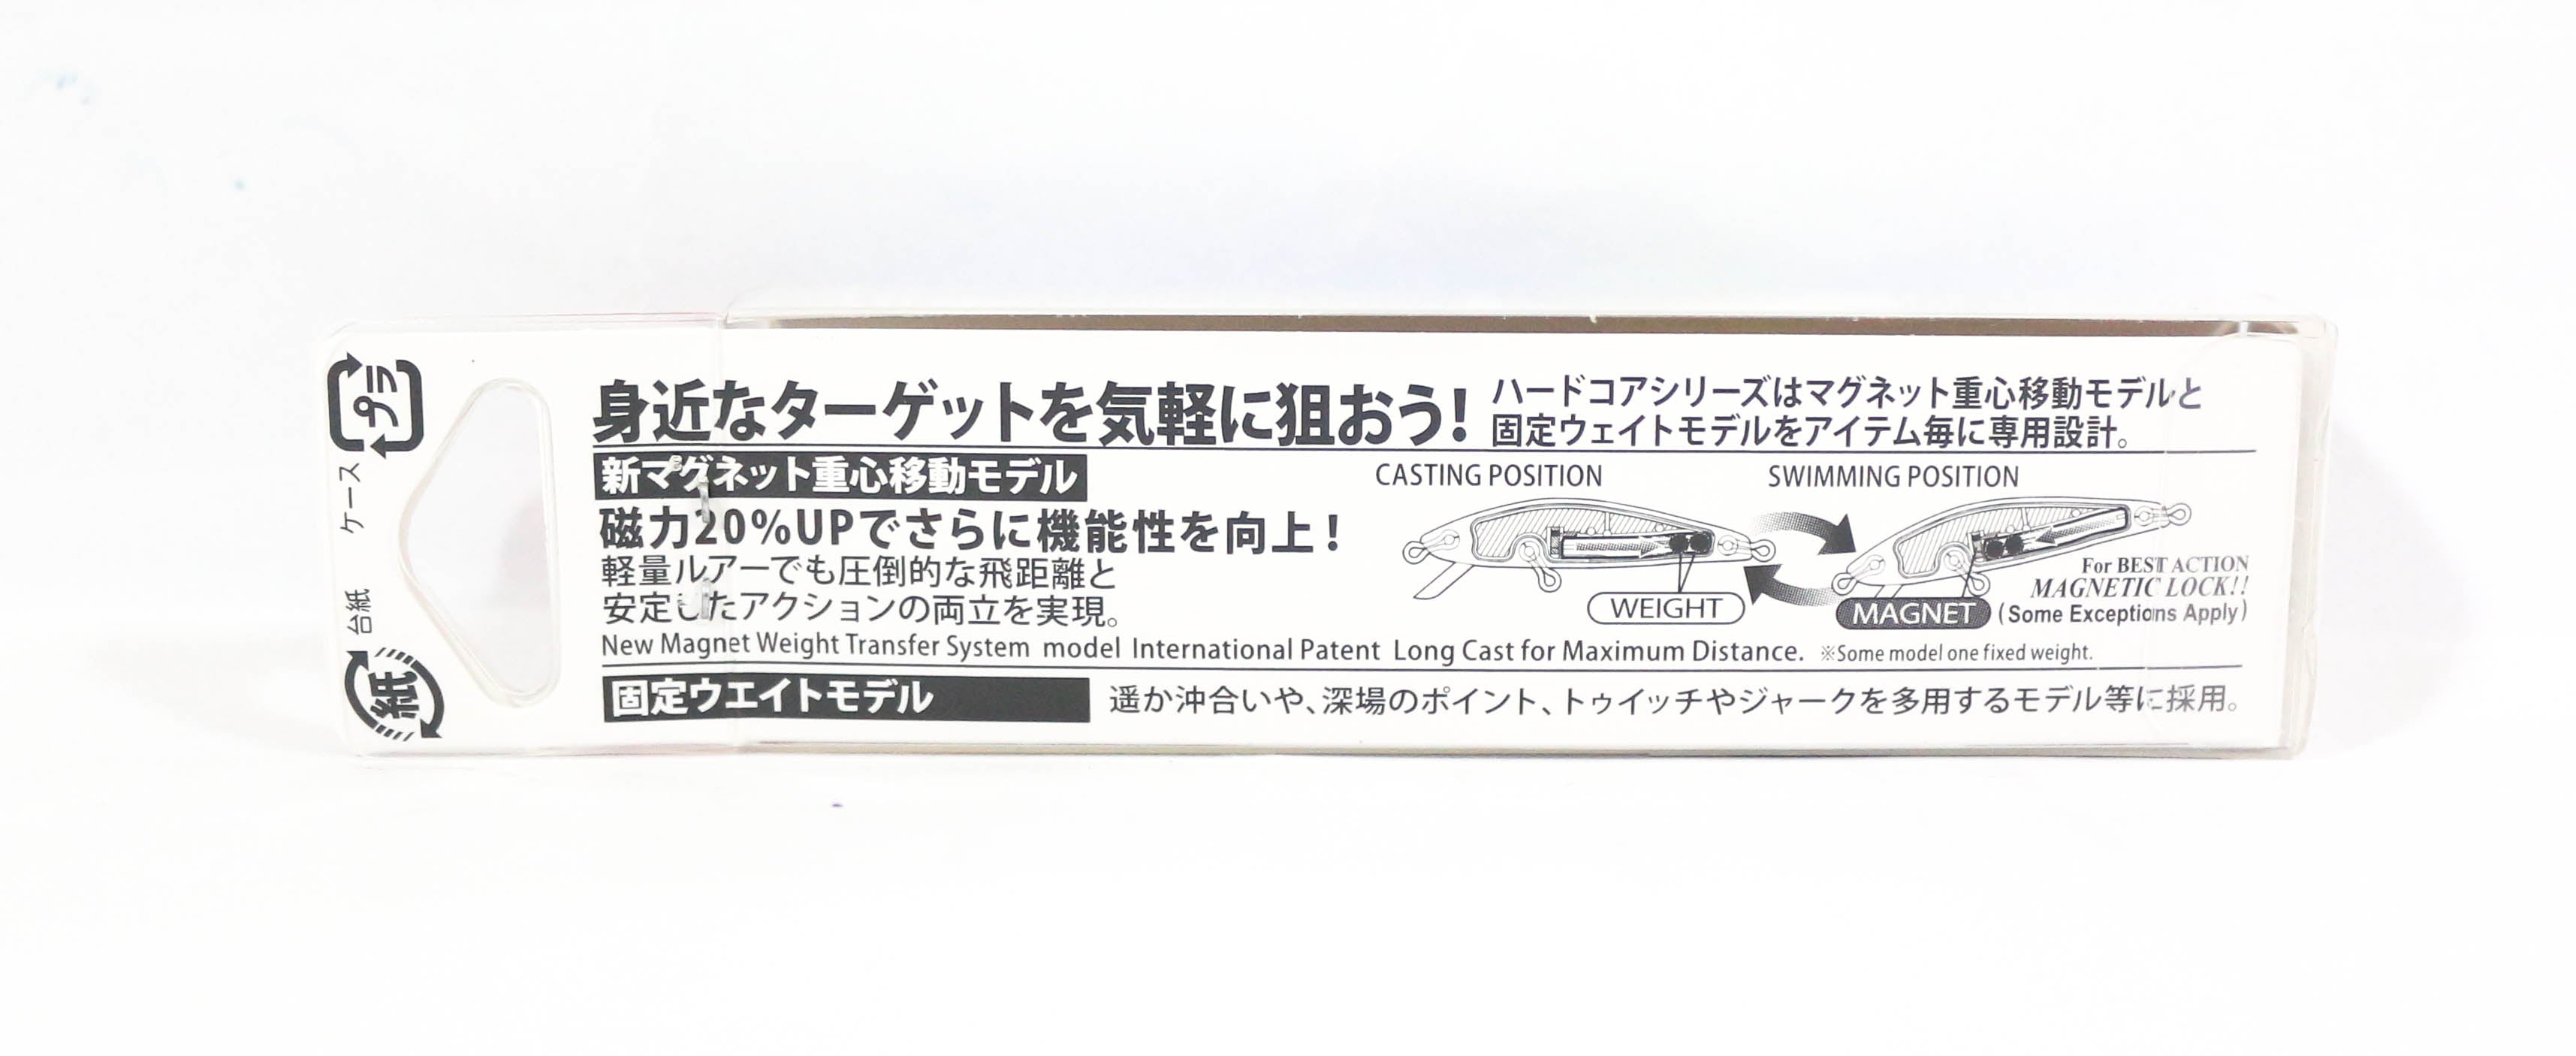 プラ
ケース
台紙
紙
身近なターゲットを気軽に狙おう!
ハードコアシリーズはマグネット重心移動モデルと
固定ウェイトモデルをアイテム毎に専用設計。
新マグネット重心移動モデル
磁力20%UPでさらに機能性を向上!
軽量ルアーでも圧倒的な飛距離と
安定したアクションの両立を実現。
CASTING POSITION
SWIMMING POSITION
WEIGHT
MAGNET
For BEST ACTION
MAGNETIC LOCK!!
(Some Exceptions Apply)
New Magnet Weight Transfer System model International Patent Long Cast for Maximum Distance. ※Some model one fixed weight.
固定ウエイトモデル
遥か沖合いや、深場のポイント、トゥイッチやジャークを多用するモデル等に採用。